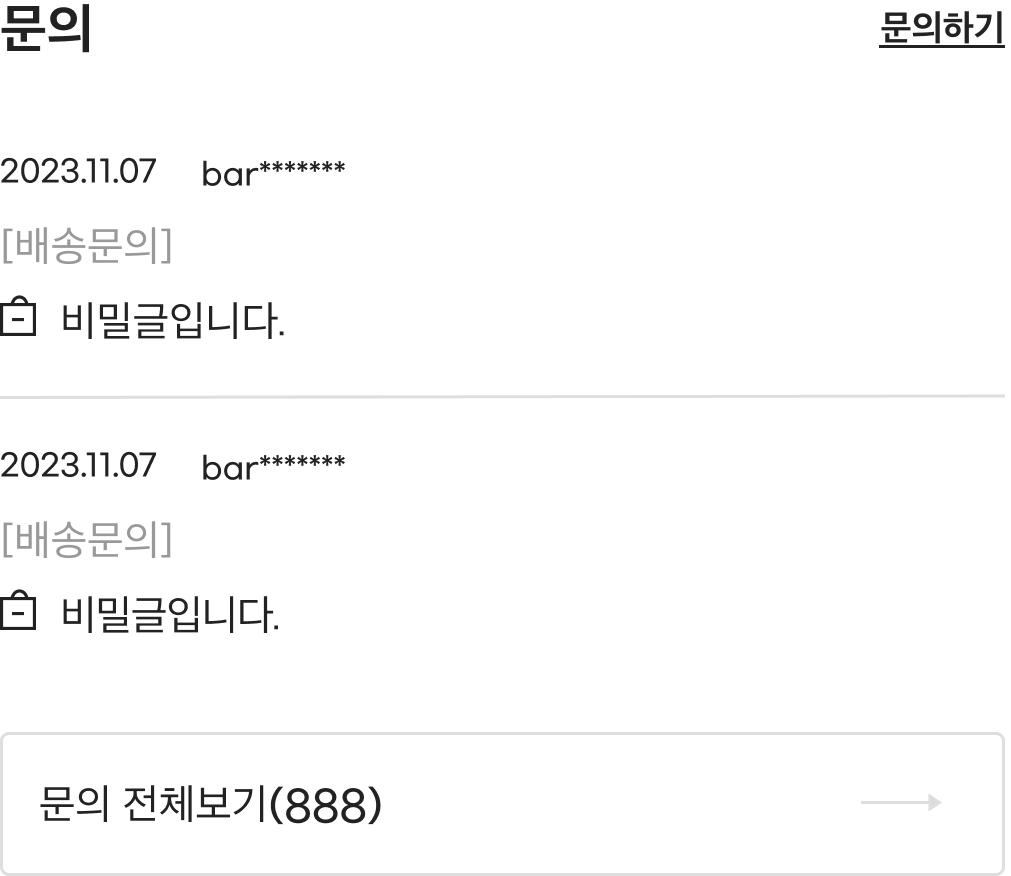 문의 문의하기
2023.11.07 bar*******
[배송문의]
비밀글입니다.
2023.11.07 bar*******
[배송문의]
비밀글입니다.
문의 전체보기(888)